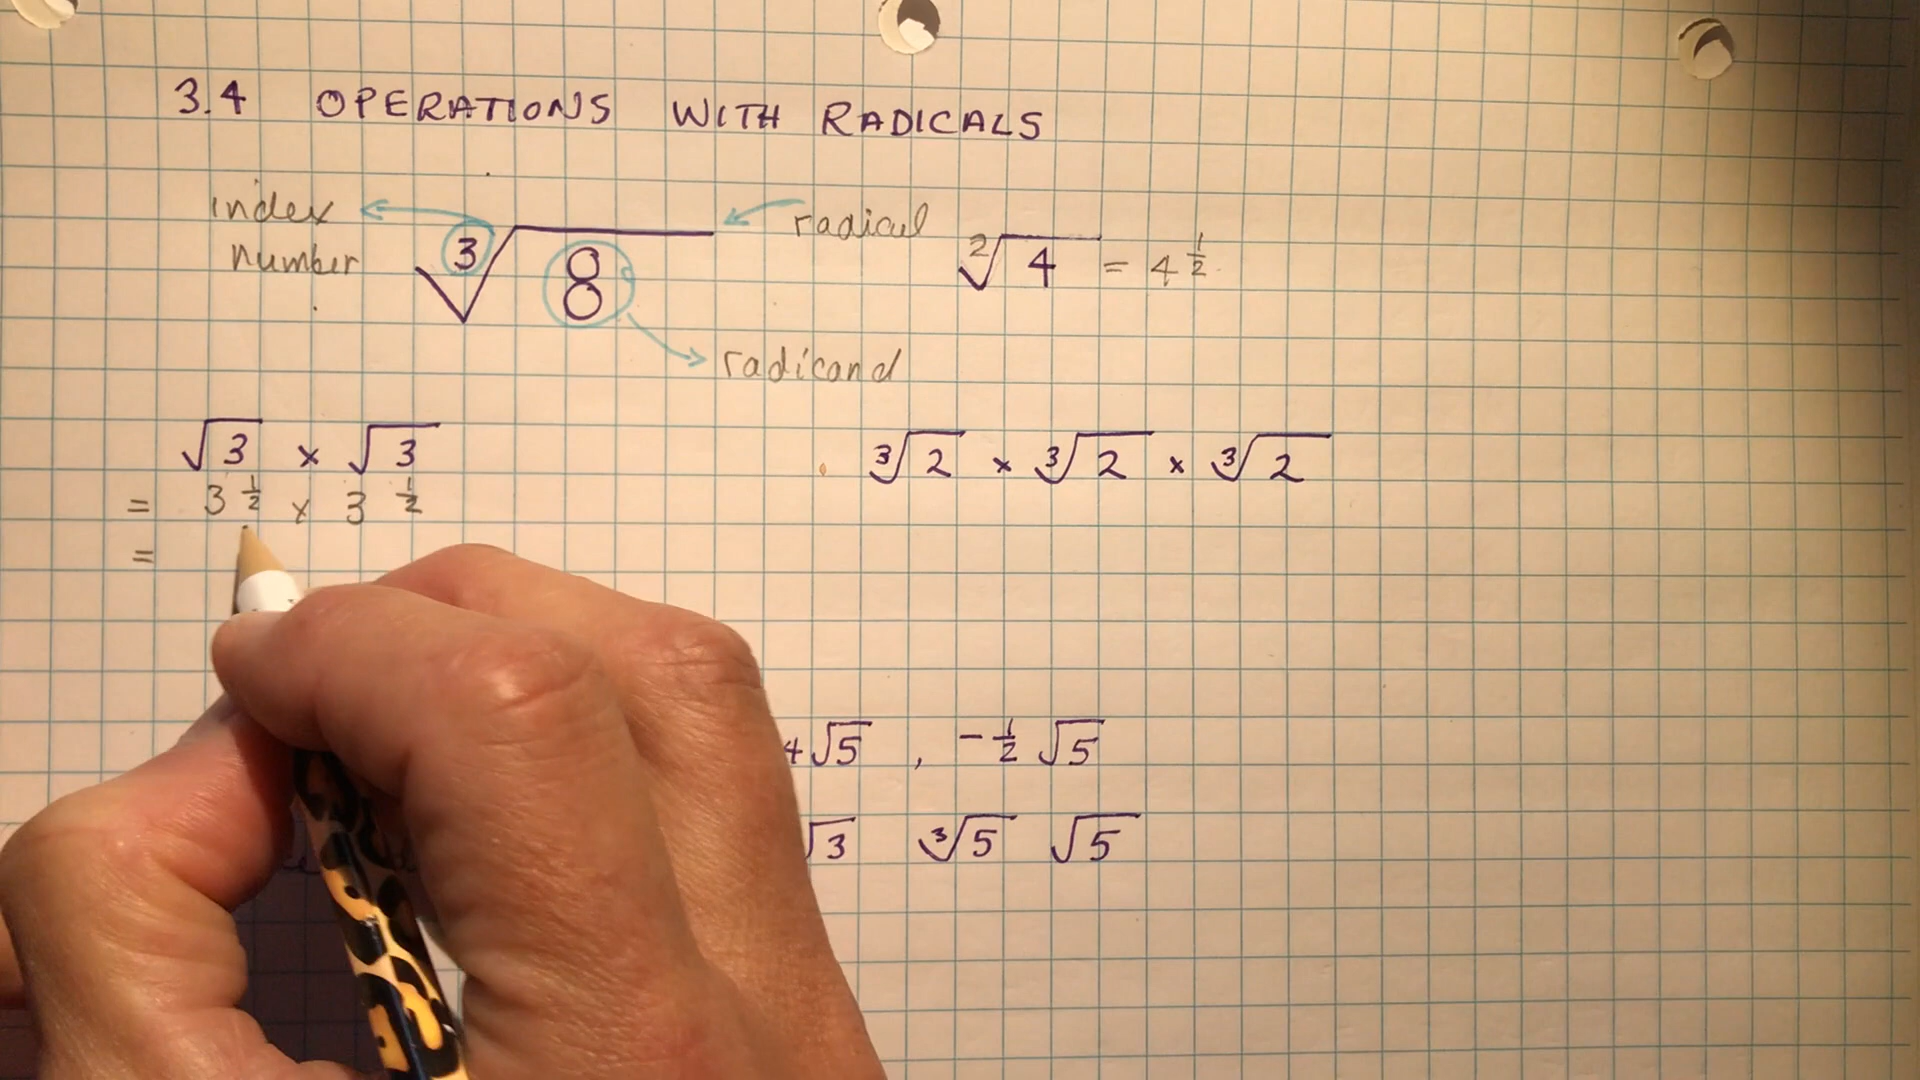 3.4 OPERATIONS WITH RADICALS
index number
∛8
radical
²√4 = 4^½
radicand
√3 × √3
= 3^½ × 3^½
=
∛2 × ∛2 × ∛2
4√5 , -½√5
√3 ∛5 √5